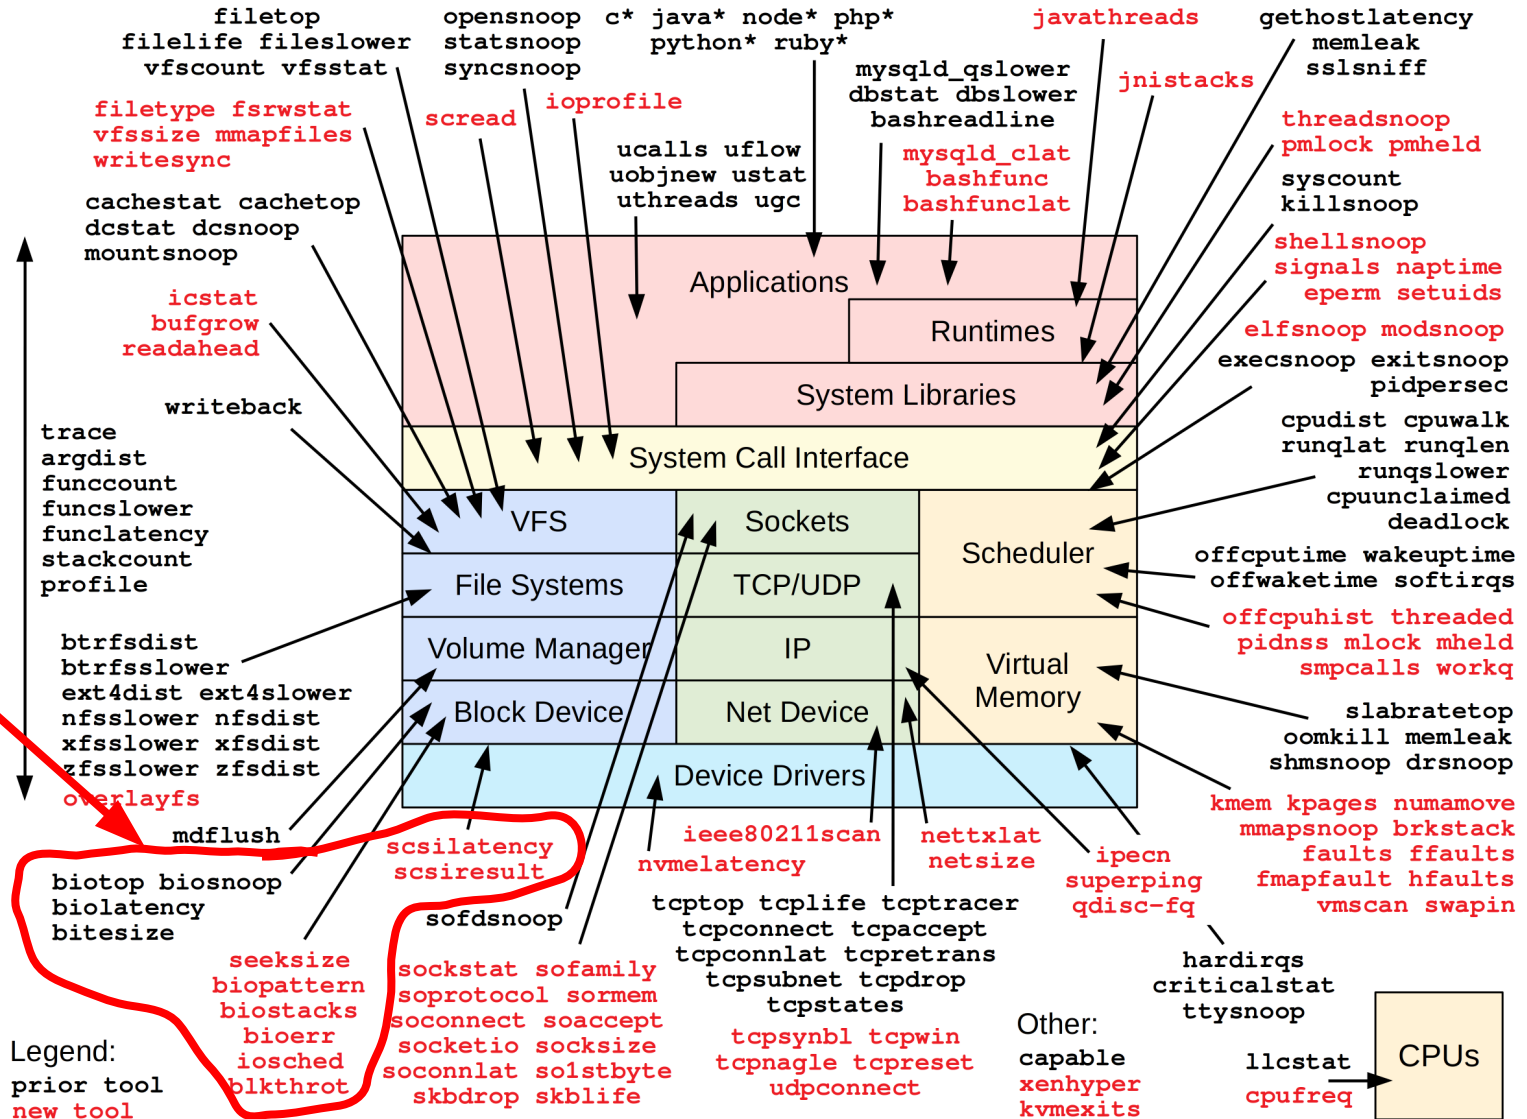 filetop
filelife fileslower
vfscount vfsstat
filetype fsrwstat
vfssize mmapfiles
writesync
cachestat cachetop
dcstat dcsnoop
mountsnoop
icstat
bufgrow
readahead
writeback
trace
argdist
funccount
funcslower
funclatency
stackcount
profile
btrfsdist
btrfsslower
ext4dist ext4slower
nfsslower nfsdist
xfsslower xfsdist
zfsslower zfsdist
overlayfs
mdflush
biotop biosnoop
biolatency
bitesize
seeksize
biopattern
biostacks
bioerr
iosched
blkthrot
Legend:
prior tool
new tool
opensnoop
statsnoop
syncsnoop
scread
ioprofile
c* java* node* php*
python* ruby*
ucalls uflow
uobjnew ustat
uthreads ugc
mysqld_qslower
dbstat dbslower
bashreadline
mysqld_clat
bashfunc
bashfunclat
javathreads
jnistacks
gethostlatency
memleak
sslsniff
threadsnoop
pmlock pmheld
syscount
killsnoop
shellsnoop
signals naptime
eperm setuids
elfsnoop modsnoop
execsnoop exitsnoop
pidpersec
cpudist cpuwalk
runqlat runqlen
runqslower
cpuunclaimed
deadlock
offcputime wakeuptime
offwaketime softirqs
offcpuhist threaded
pidnss mlock mheld
smpcalls workq
slabratetop
oomkill memleak
shmsnoop drsnoop
kmem kpages numamove
mmapsnoop brkstack
faults ffaults
fmapfault hfaults
vmscan swapin
Applications
Runtimes
System Libraries
System Call Interface
VFS
Sockets
Scheduler
File Systems
TCP/UDP
Volume Manager
IP
Virtual
Memory
Block Device
Net Device
Device Drivers
scsilatency
scsiresult
sofdsnoop
sockstat sofamily
soprotocol sormem
soconnect soaccept
socketio socksize
soconnlat so1stbyte
skbdrop skblife
nvmelatency
ieee80211scan
nettxlat
netsize
tcptop tcplife tcptracer
tcpconnect tcpaccept
tcpconnlat tcpretrans
tcpsubnet tcpdrop
tcpstates
tcpsynbl tcpwin
tcpnagle tcpreset
udpconnect
ipecn
superping
qdisc-fq
hardirqs
criticalstat
ttysnoop
Other:
capable
xenhyper
kvmexits
llcstat
cpufreq
CPUs